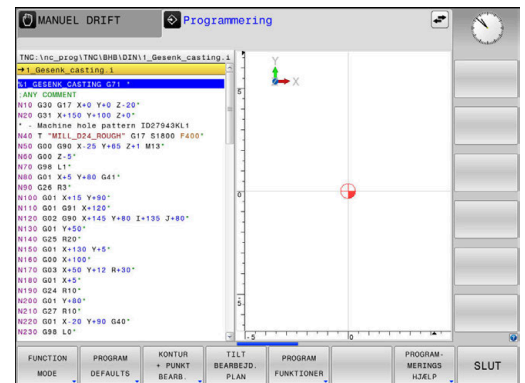 MANUEL DRIFT
Programmering
TNC:\nc_prog\TNC\BHB\DIN\1_Gesenk_casting.i
→1_Gesenk_casting.i
%1_GESENK_CASTING G71 *
;ANY COMMENT
N10 G30 G17 X+0 Y+0 Z-20*
N20 G31 X+150 Y+100 Z+0*
* - Machine hole pattern ID27943KL1
N40 T "MILL_D24_ROUGH" G17 S1800 F400*
N50 G00 G90 X-25 Y+65 Z+1 M13*
N60 G00 Z-5*
N70 G98 L1*
N80 G01 X+5 Y+80 G41*
N90 G26 R3*
N100 G01 X+15 Y+90*
N110 G01 G91 X+120*
N120 G02 G90 X+145 Y+80 I+135 J+80*
N130 G01 Y+50*
N140 G25 R20*
N150 G01 X+130 Y+5*
N160 G00 X+100*
N170 G03 X+50 Y+12 R+30*
N180 G01 X+5*
N190 G24 R10*
N200 G01 Y+80*
N210 G27 R10*
N220 G01 X-20 Y+90 G40*
N230 G98 L0*
Y
X
5
0
-5
-5
0
FUNCTION MODE
PROGRAM DEFAULTS
KONTUR + PUNKT BEARB.
TILT BEARBEJD. PLAN
PROGRAM FUNKTIONER
PROGRAM- MERINGS HJÆLP
SLUT